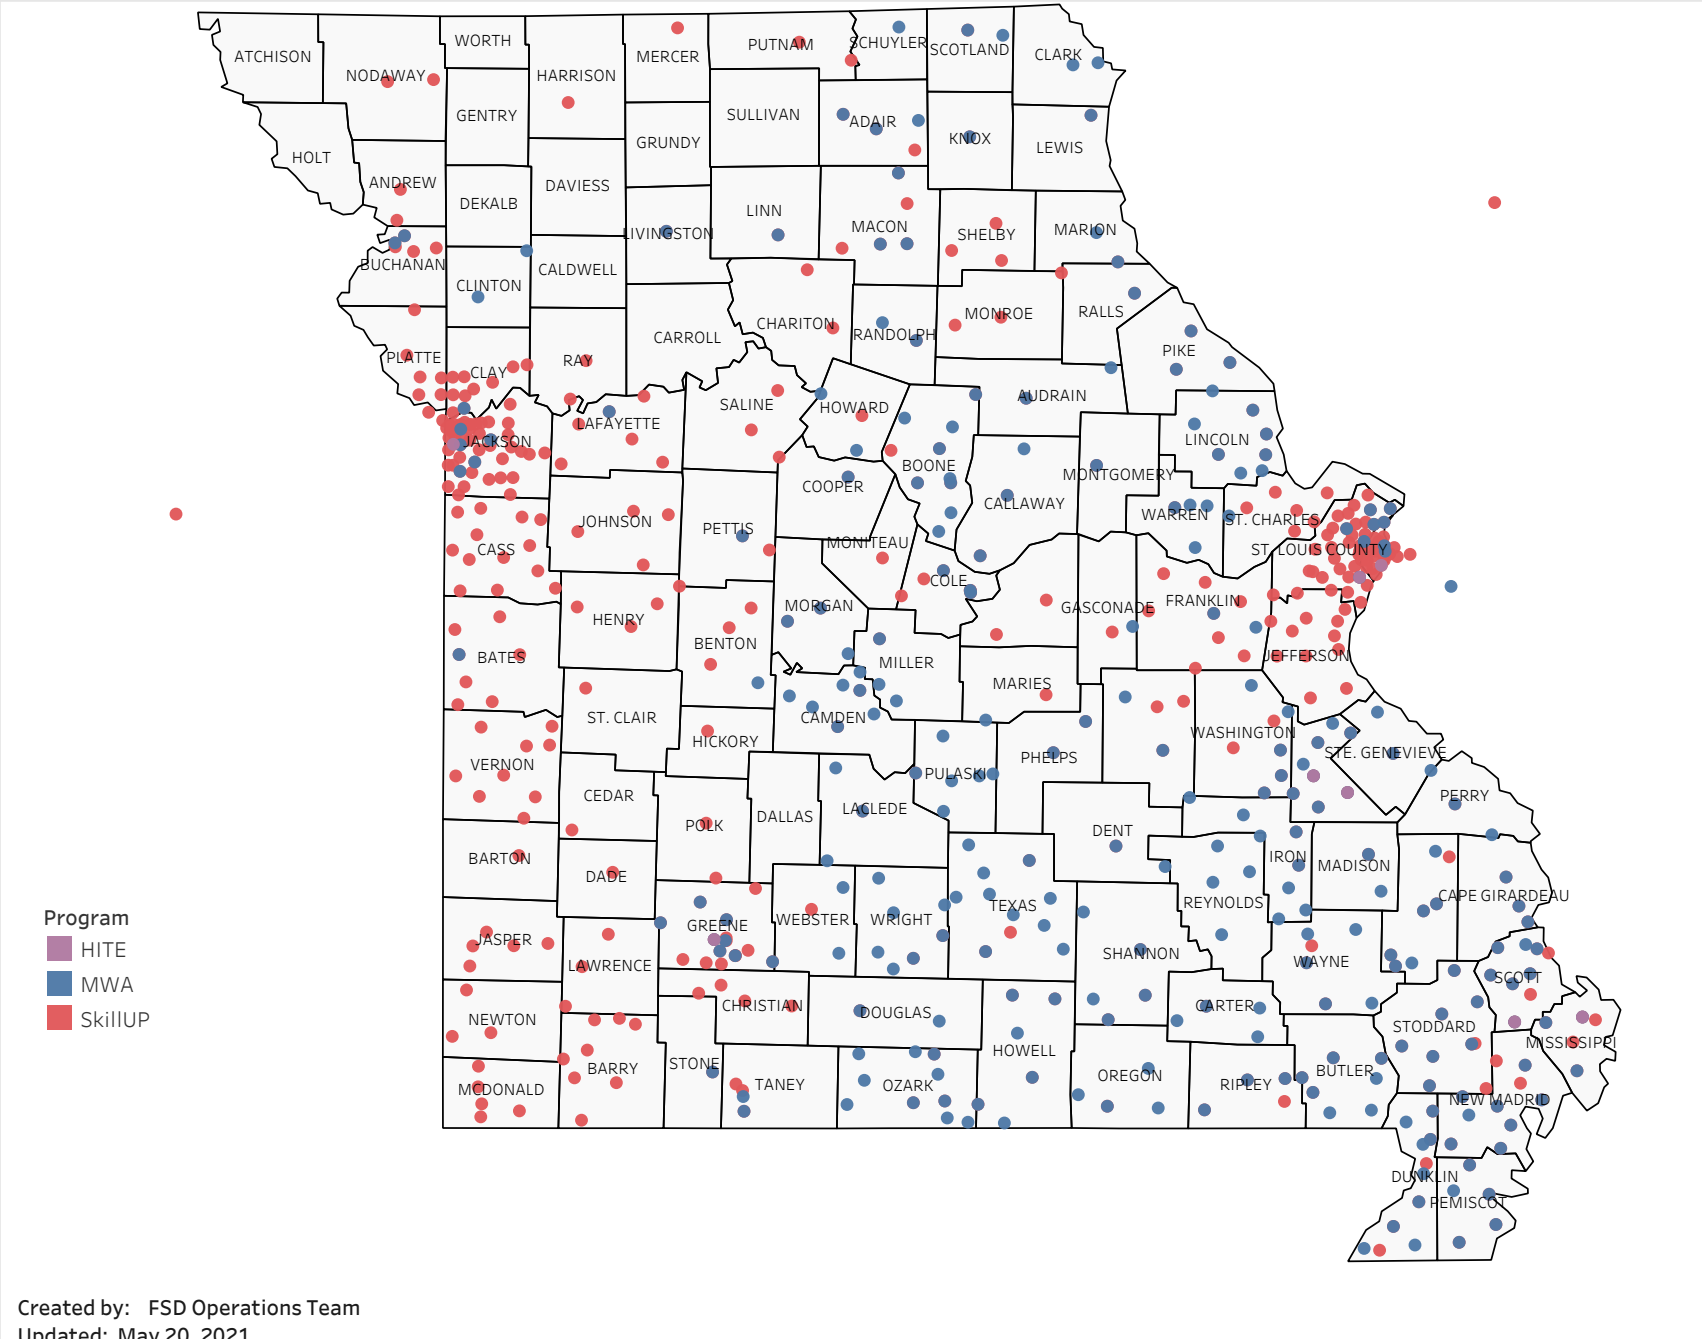 WORTH
ATCHISON
NODAWAY
HARRISON
MERCER
PUTNAM
SCHUYLER
SCOTLAND
CLARK
GENTRY
SULLIVAN
ADAIR
KNOX
LEWIS
HOLT
GRUNDY
ANDREW
DEKALB
DAVIESS
LINN
MACON
SHELBY
MARION
LIVINGSTON
BUCHANAN
CLINTON
CALDWELL
CHARITON
RANDOLPH
MONROE
RALLS
CARROLL
PLATTE
CLAY
RAY
PIKE
SALINE
HOWARD
AUDRAIN
LAFAYETTE
JACKSON
LINCOLN
BOONE
MONTGOMERY
COOPER
CALLAWAY
WARREN
ST. CHARLES
JOHNSON
PETTIS
CASS
MONITEAU
ST. LOUIS COUNTY
COLE
MORGAN
GASCONADE
FRANKLIN
HENRY
BENTON
BATES
MILLER
JEFFERSON
MARIES
ST. CLAIR
CAMDEN
HICKORY
WASHINGTON
STE. GENEVIEVE
VERNON
PULASKI
PHELPS
CEDAR
PERRY
POLK
DALLAS
LACLEDE
DENT
BARTON
DADE
IRON
MADISON
CAPE GIRARDEAU
REYNOLDS
TEXAS
WEBSTER
WRIGHT
GREENE
Program
HITE
MWA
SkillUP
JASPER
LAWRENCE
SHANNON
WAYNE
SCOTT
CHRISTIAN
DOUGLAS
CARTER
NEWTON
STODDARD
MISSISSIPPI
HOWELL
STONE
BARRY
TANEY
OZARK
OREGON
RIPLEY
BUTLER
MCDONALD
NEW MADRID
DUNKLIN
PEMISCOT
Created by: FSD Operations Team
Updated: May 20, 2021